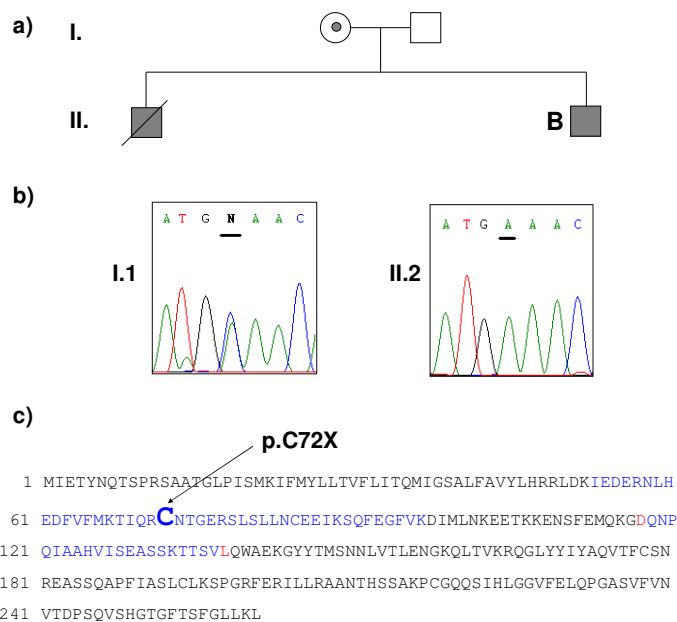 a)
I.
II.
B
b)
A T G N A A C
A T G A A A C
I.1
II.2
c)
p.C72X
1 MIETYNQTSPRSAATGLPISMKIFMYLLTVFLITQMIGSALFAVYLHRRLDKIEDERNLH
61 EDFVFMKTIQRCNTGERSLSLLNCEEIKSQFEGFVKDIMLNKEETKKENSFEMQKGDQNP
121 QIAAHVISEASSKTTSVLQWAEKGYYTMSNNLVTLENGKQLTVKRQGLYYIYAQVTFCSN
181 REASSQAPFIASLCLKSPGRFERILLRAANTHSSAKPCGQQSIHLGGVFELQPGASVFVN
241 VTDPSQVSHGTGFTSFGLLKL